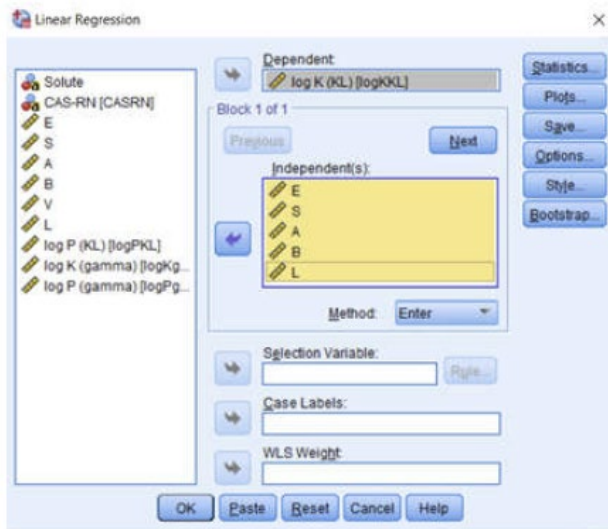 Linear Regression
Solute
CAS-RN [CASRN]
E
S
A
B
V
L
log P (KL) [logPKL]
log K (gamma) [logKg...
log P (gamma) [logPg...
Dependent:
log K (KL) [logKKL]
Block 1 of 1
Previous
Next
Independent(s):
E
S
A
B
L
Method:
Enter
Selection Variable:
Rule...
Case Labels:
WLS Weight:
Statistics...
Plots...
Save...
Options...
Style...
Bootstrap...
OK
Paste
Reset
Cancel
Help